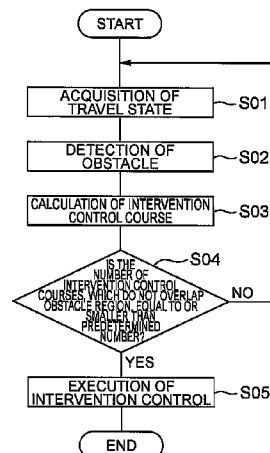 START
ACQUISITION OF
TRAVEL STATE
S01
DETECTION OF
OBSTACLE
S02
CALCULATION OF INTERVENTION
CONTROL COURSE
S03
IS THE
NUMBER OF
INTERVENTION CONTROL
COURSES, WHICH DO NOT OVERLAP
OBSTACLE REGION, EQUAL TO OR
SMALLER THAN
PREDETERMINED
NUMBER?
S04
NO
YES
EXECUTION OF
INTERVENTION CONTROL
S05
END